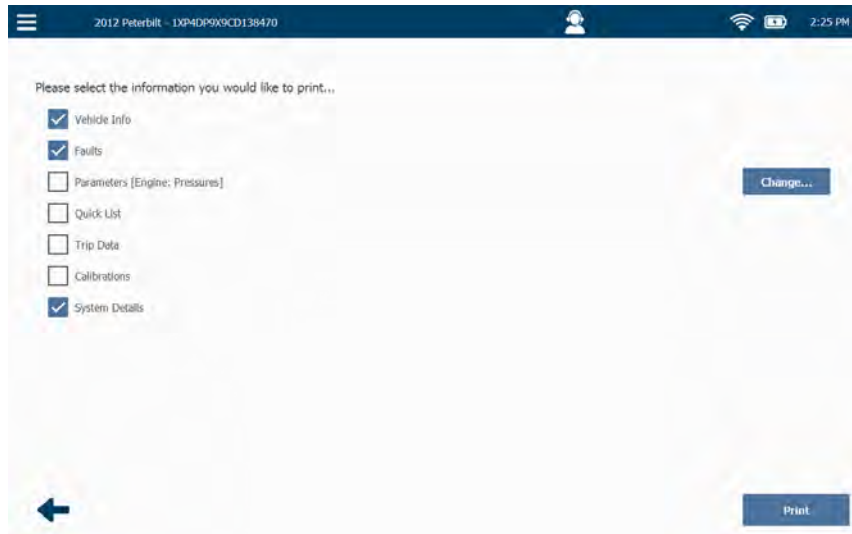 2012 Peterbilt - 1XP4DP9X9CD138470 2:25 PM
Please select the information you would like to print...
Vehicle Info
Faults
Parameters [Engine: Pressures]
Change...
Quick List
Trip Data
Calibrations
System Details
Print